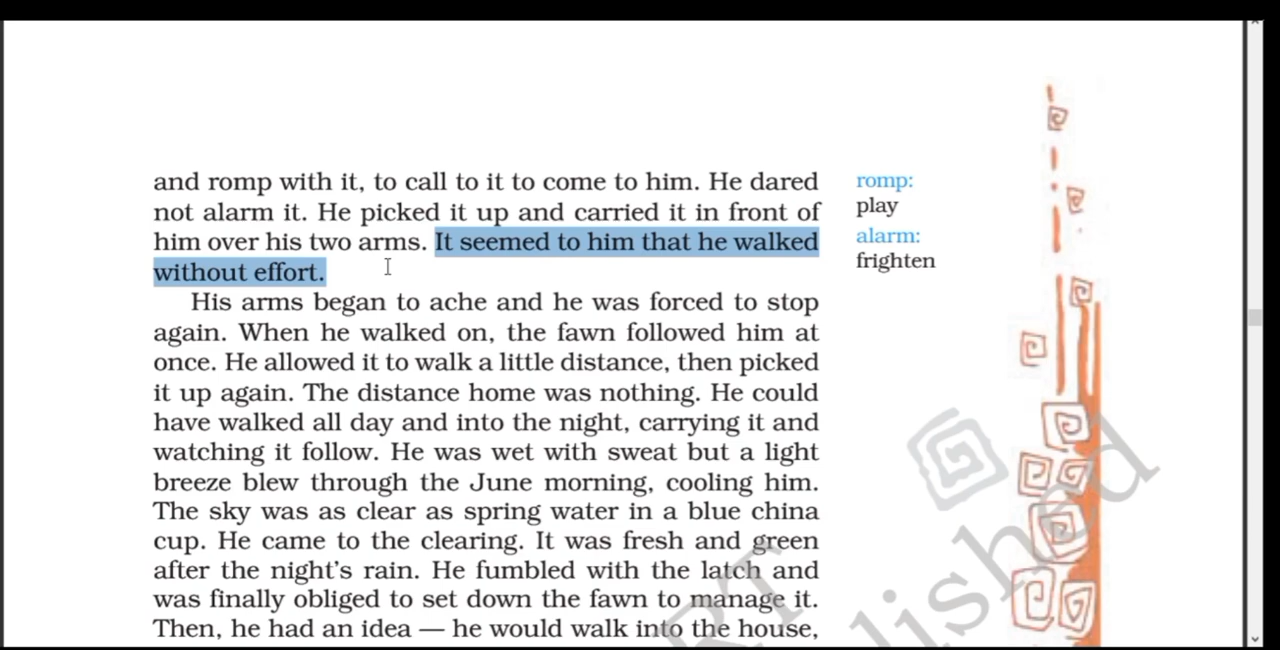 and romp with it, to call to it to come to him. He dared
not alarm it. He picked it up and carried it in front of
him over his two arms. It seemed to him that he walked
without effort.
His arms began to ache and he was forced to stop
again. When he walked on, the fawn followed him at
once. He allowed it to walk a little distance, then picked
it up again. The distance home was nothing. He could
have walked all day and into the night, carrying it and
watching it follow. He was wet with sweat but a light
breeze blew through the June morning, cooling him.
The sky was as clear as spring water in a blue china
cup. He came to the clearing. It was fresh and green
after the night’s rain. He fumbled with the latch and
was finally obliged to set down the fawn to manage it.
Then, he had an idea — he would walk into the house,
romp:
play
alarm:
frighten